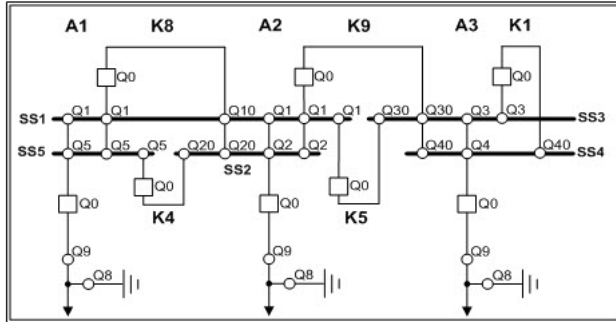 A1 K8 A2 K9 A3 K1
Q0 Q0 Q0
SS1 Q1 Q1 Q10 Q1 Q1 Q1 Q30 Q30 Q3 Q3 SS3
SS5 Q5 Q5 Q5 Q20 Q20 Q2 Q2 Q40 Q4 Q40 SS4
SS2
Q0 Q0
Q0 K4 Q0 K5 Q0
Q9 Q9 Q9
Q8 Q8 Q8